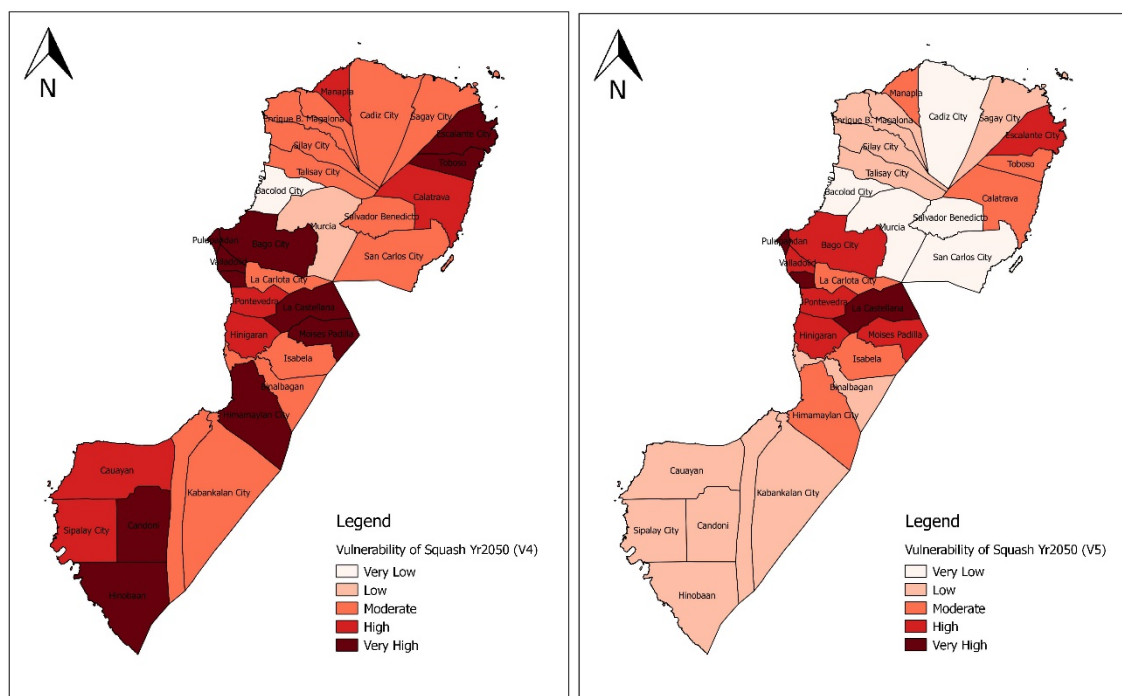 N
Manapla
Cadiz City
Sagay City
Enrique B. Magalona
Escalante City
Silay City
Toboso
Talisay City
Bacolod City
Calatrava
Salvador Benedicto
Murcia
Pulupandan
Bago City
San Carlos City
Valladolid
La Carlota City
Pontevedra
La Castellana
Hinigaran
Moises Padilla
Isabela
Binalbagan
Himamaylan City
Cauayan
Kabankalan City
Sipalay City
Candoni
Hinobaan
Legend
Vulnerability of Squash Yr2050 (V4)
Very Low
Low
Moderate
High
Very High
N
Manapla
Cadiz City
Sagay City
Enrique B. Magalona
Escalante City
Silay City
Toboso
Talisay City
Bacolod City
Calatrava
Salvador Benedicto
Murcia
Pulupandan
Bago City
San Carlos City
Valladolid
La Carlota City
Pontevedra
La Castellana
Hinigaran
Moises Padilla
Isabela
Binalbagan
Himamaylan City
Cauayan
Kabankalan City
Sipalay City
Candoni
Hinobaan
Legend
Vulnerability of Squash Yr2050 (V5)
Very Low
Low
Moderate
High
Very High